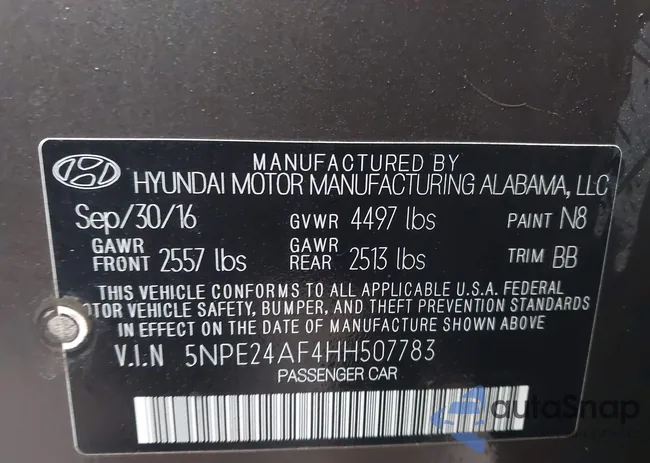 MANUFACTURED BY
HYUNDAI MOTOR MANUFACTURING ALABAMA, LLC
Sep/30/16 GVWR 4497 lbs PAINT N8
GAWR FRONT 2557 lbs GAWR REAR 2513 lbs TRIM BB
THIS VEHICLE CONFORMS TO ALL APPLICABLE U.S.A. FEDERAL
MOTOR VEHICLE SAFETY, BUMPER, AND THEFT PREVENTION STANDARDS
IN EFFECT ON THE DATE OF MANUFACTURE SHOWN ABOVE
V.I.N 5NPE24AF4HH507783
PASSENGER CAR
autoSnap